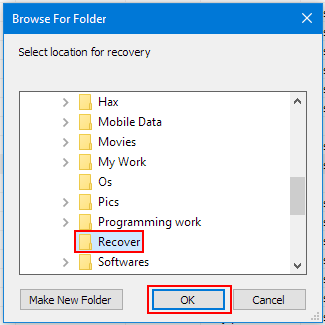 Browse For Folder
Select location for recovery
Hax
Mobile Data
Movies
My Work
Os
Pics
Programming work
Recover
Softwares
Make New Folder
OK
Cancel